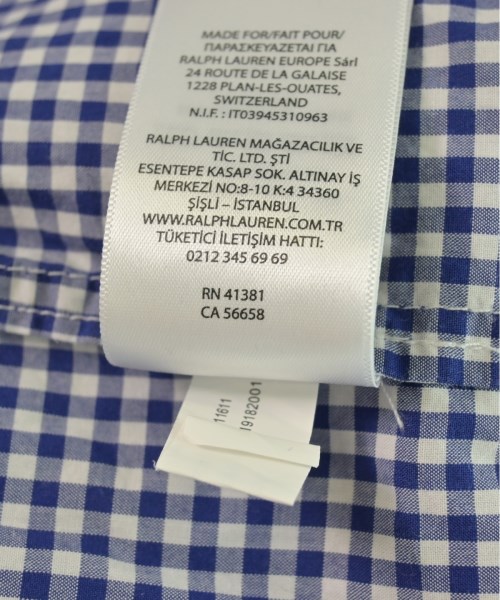 MADE FOR/FAIT POUR/
ΠΑΡΑΣΚΕΥΑΖΕΤΑΙ ΓΙΑ
RALPH LAUREN EUROPE Sárl
24 ROUTE DE LA GALAISE
1228 PLAN-LES-OUATES,
SWITZERLAND
N.I.F. : IT03945310963
RALPH LAUREN MAĞAZACILIK VE
TİC. LTD. ŞTİ
ESENTEPE KASAP SOK. ALTINAY İŞ
MERKEZİ NO:8-10 K:4 34360
ŞİŞLİ – İSTANBUL
WWW.RALPHLAUREN.COM.TR
TÜKETİCİ İLETİŞİM HATTI:
0212 345 69 69
RN 41381
CA 56658
11611
19182001